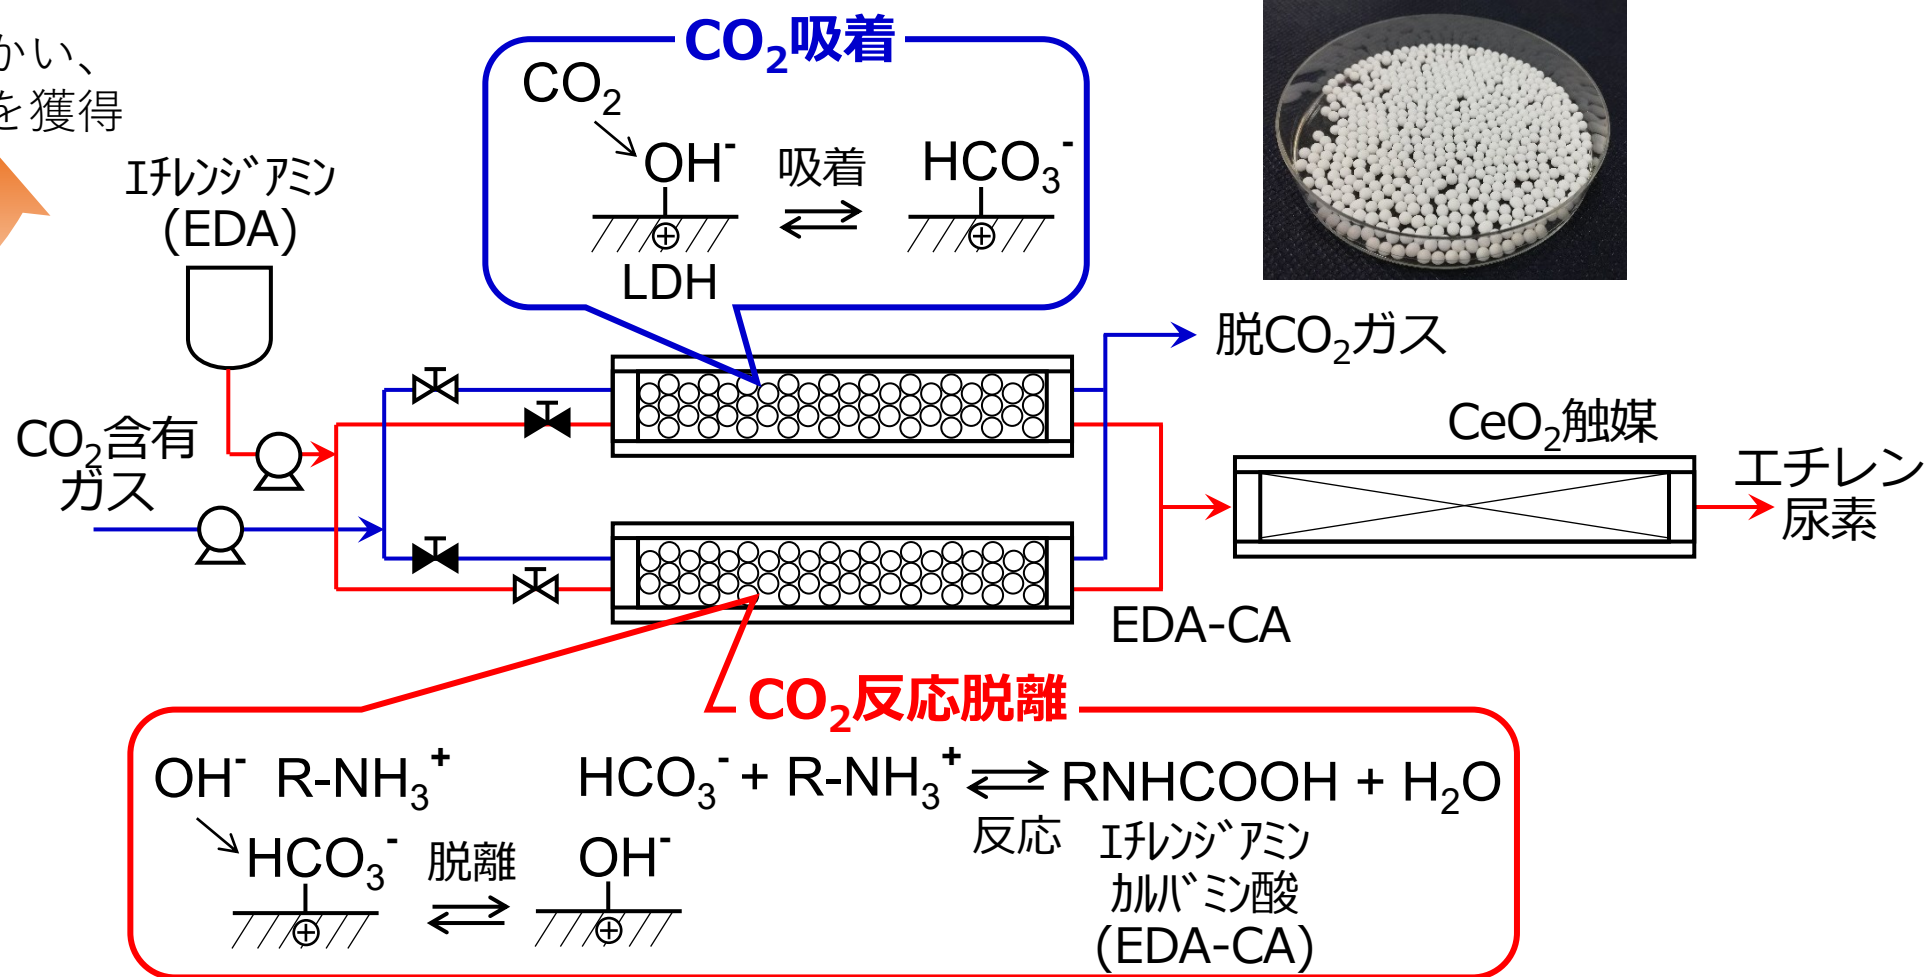 かい、
を獲得
CO₂吸着
CO₂
OH⁻
吸着
HCO₃⁻
LDH
エチレンジアミン
(EDA)
脱CO₂ガス
CO₂含有
ガス
CeO₂触媒
エチレン
尿素
EDA-CA
CO₂反応脱離
OH⁻ R-NH₃⁺
HCO₃⁻ + R-NH₃⁺ ⇌ RNHCOOH + H₂O
反応
HCO₃⁻
脱離
OH⁻
エチレンジアミン
カルバミン酸
(EDA-CA)